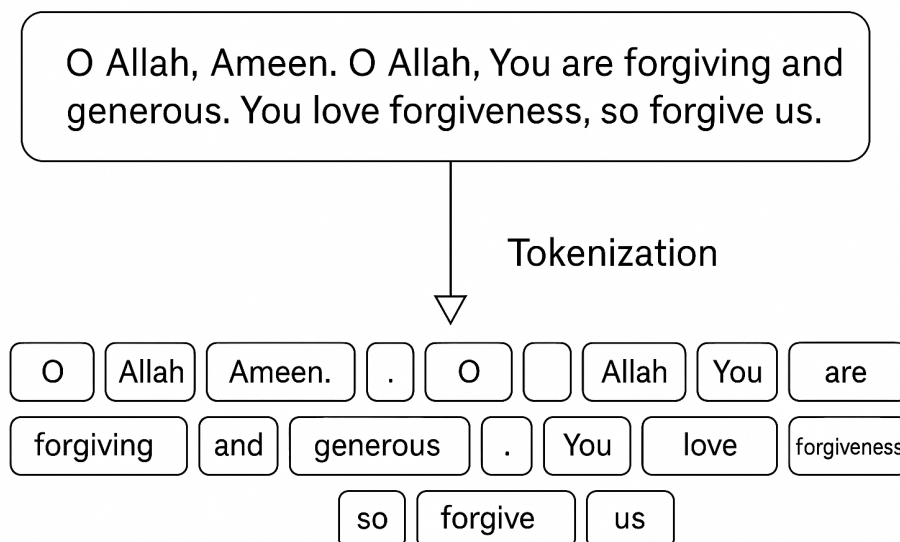 O Allah, Ameen. O Allah, You are forgiving and
generous. You love forgiveness, so forgive us.
Tokenization
O Allah Ameen. . O Allah You are
forgiving and generous . You love forgiveness
so forgive us